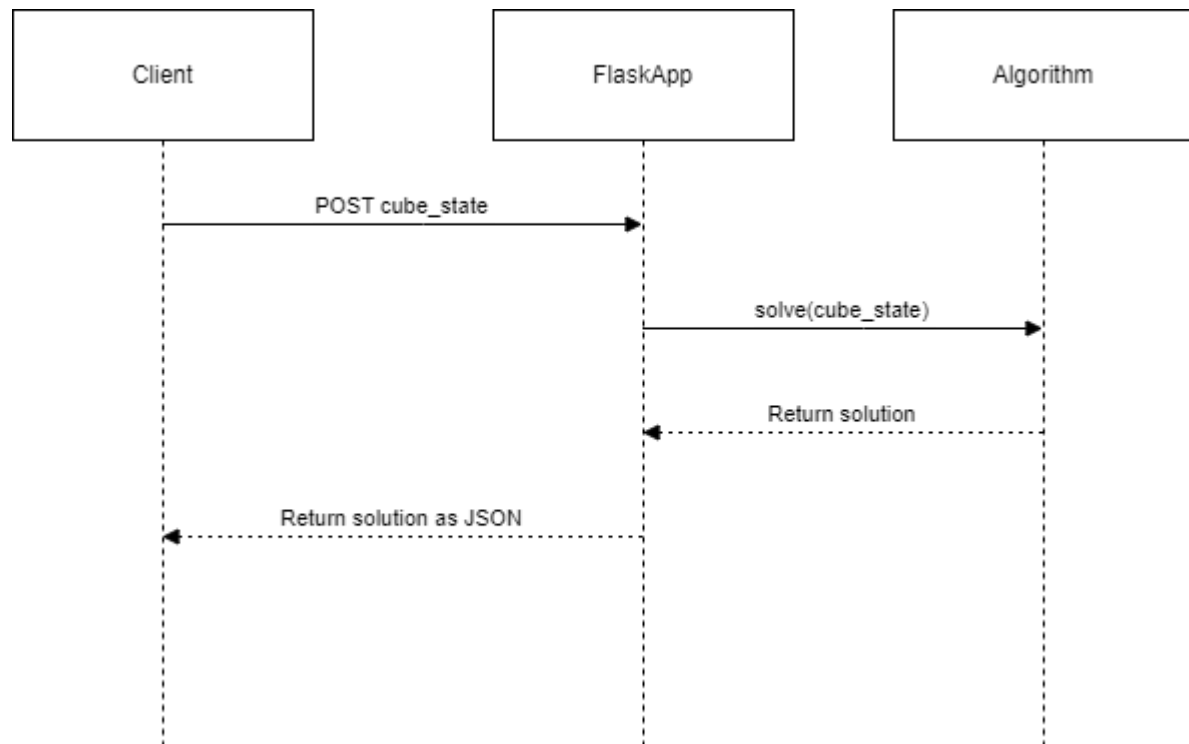 Client
FlaskApp
Algorithm
POST cube_state
solve(cube_state)
Return solution
Return solution as JSON